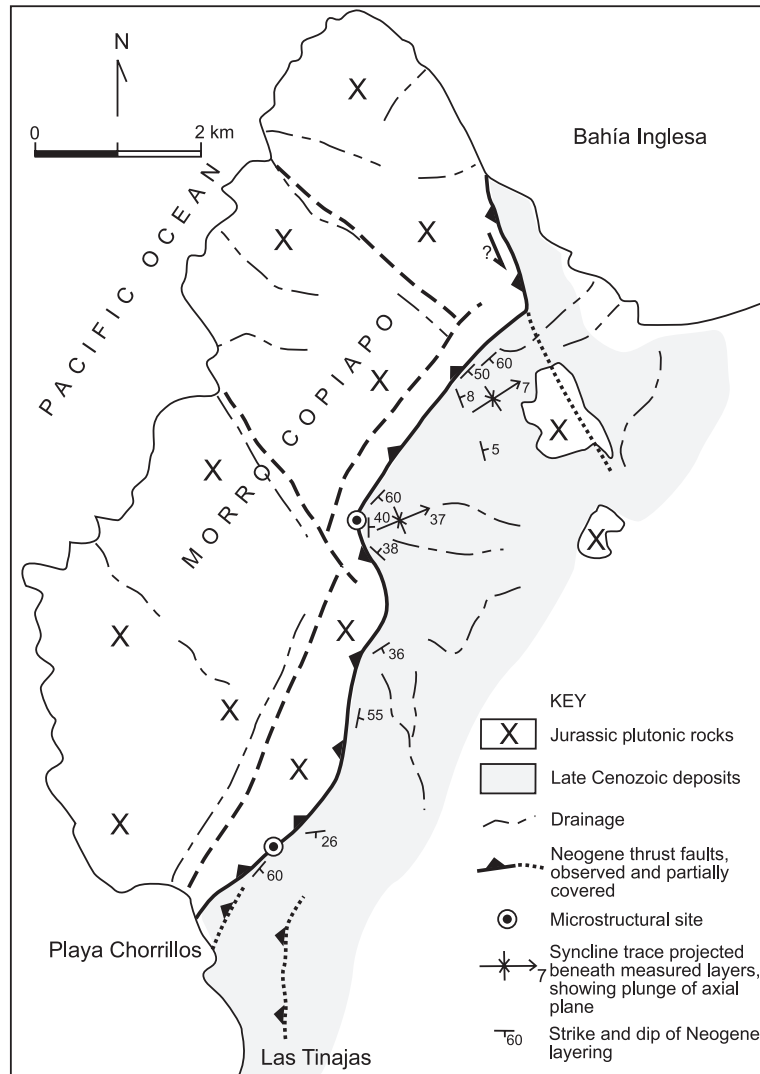 N
0 2 km
Bahía Inglesa
PACIFIC OCEAN
MORRO COPIAPO
?
60
50
8
7
5
60
40
37
38
36
55
26
60
Playa Chorrillos
Las Tinajas
KEY
X Jurassic plutonic rocks
Late Cenozoic deposits
Drainage
Neogene thrust faults,
observed and partially
covered
Microstructural site
Syncline trace projected
7 beneath measured layers,
showing plunge of axial
plane
60 Strike and dip of Neogene
layering
X
X
X
X
X
X
X
X
X
X
X
X